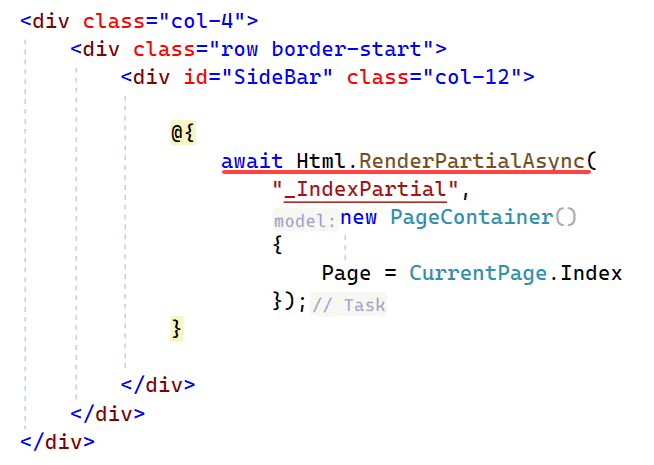 <div class="col-4">
<div class="row border-start">
<div id="SideBar" class="col-12">
@{
await Html.RenderPartialAsync(
"_IndexPartial",
model: new PageContainer()
{
Page = CurrentPage.Index
}); // Task
}
</div>
</div>
</div>